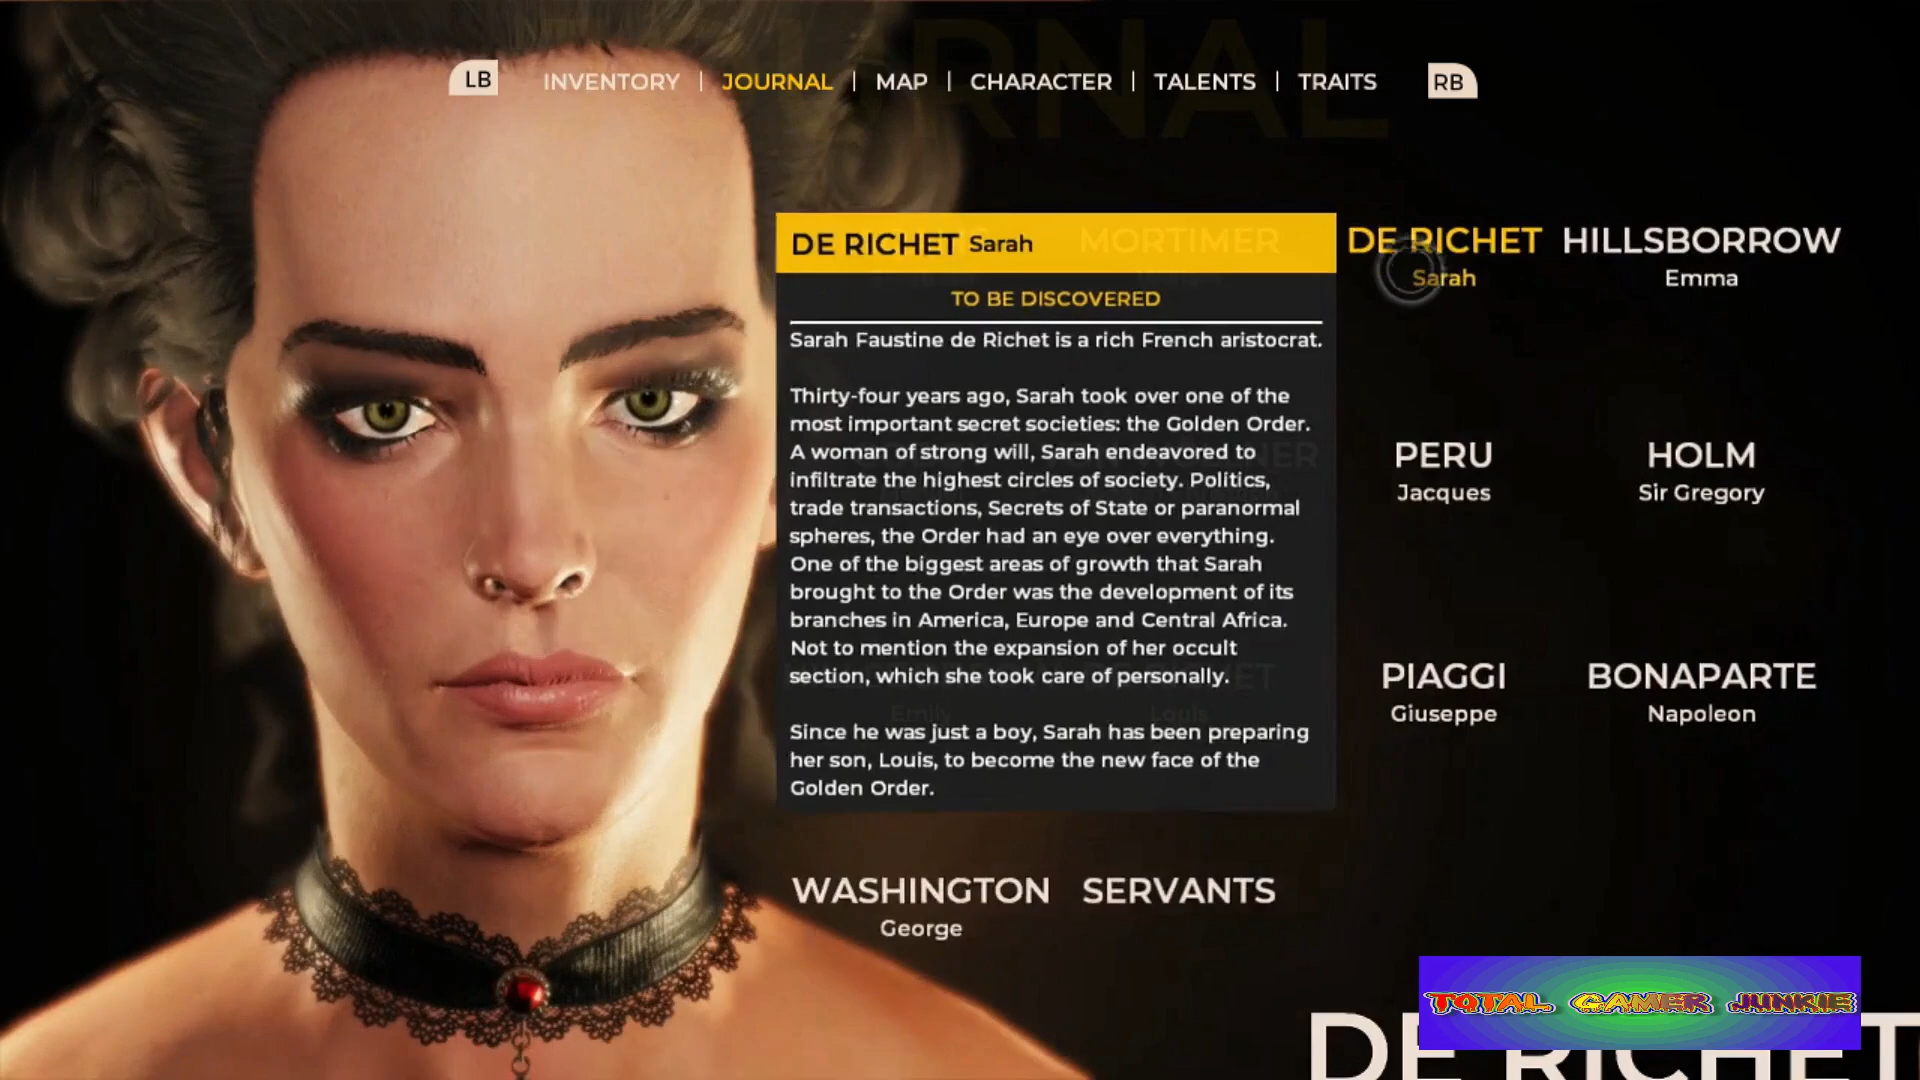 LB INVENTORY | JOURNAL | MAP | CHARACTER | TALENTS | TRAITS RB
DE RICHET Sarah
TO BE DISCOVERED
Sarah Faustine de Richet is a rich French aristocrat.
Thirty-four years ago, Sarah took over one of the
most important secret societies: the Golden Order.
A woman of strong will, Sarah endeavored to
infiltrate the highest circles of society. Politics,
trade transactions, Secrets of State or paranormal
spheres, the Order had an eye over everything.
One of the biggest areas of growth that Sarah
brought to the Order was the development of its
branches in America, Europe and Central Africa.
Not to mention the expansion of her occult
section, which she took care of personally.
Since he was just a boy, Sarah has been preparing
her son, Louis, to become the new face of the
Golden Order.
MORTIMER
Emily
Louis
DE RICHET
Sarah
HILLSBORROW
Emma
PERU
Jacques
HOLM
Sir Gregory
PIAGGI
Giuseppe
BONAPARTE
Napoleon
WASHINGTON
George
SERVANTS
TOTAL GAMER JUNKIE
DE RICHET